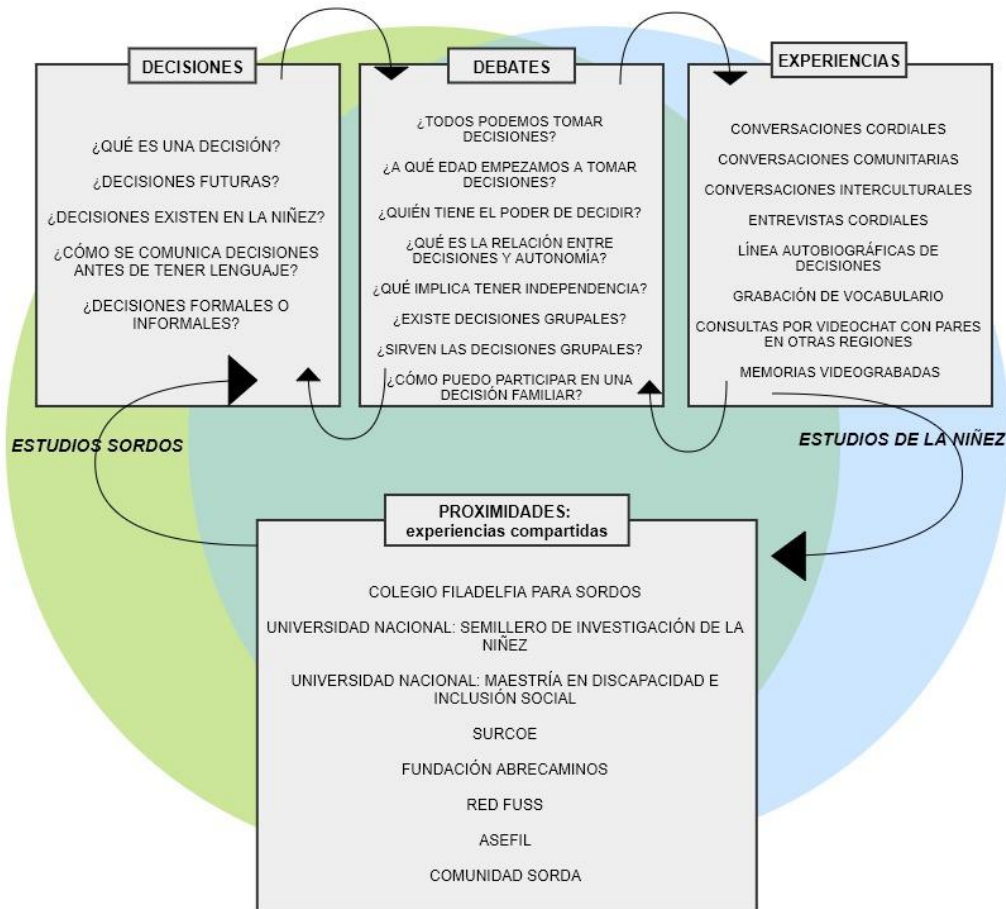 DECISIONES
¿QUÉ ES UNA DECISIÓN?
¿DECISIONES FUTURAS?
¿DECISIONES EXISTEN EN LA NIÑEZ?
¿CÓMO SE COMUNICA DECISIONES
ANTES DE TENER LENGUAJE?
¿DECISIONES FORMALES O
INFORMALES?
DEBATES
¿TODOS PODEMOS TOMAR
DECISIONES?
¿A QUÉ EDAD EMPEZAMOS A TOMAR
DECISIONES?
¿QUIÉN TIENE EL PODER DE DECIDIR?
¿QUÉ ES LA RELACIÓN ENTRE
DECISIONES Y AUTONOMÍA?
¿QUÉ IMPLICA TENER INDEPENDENCIA?
¿EXISTE DECISIONES GRUPALES?
¿SIRVEN LAS DECISIONES GRUPALES?
¿CÓMO PUEDO PARTICIPAR EN UNA
DECISIÓN FAMILIAR?
EXPERIENCIAS
CONVERSACIONES CORDIALES
CONVERSACIONES COMUNITARIAS
CONVERSACIONES INTERCULTURALES
ENTREVISTAS CORDIALES
LÍNEA AUTOBIOGRÁFICAS DE
DECISIONES
GRABACIÓN DE VOCABULARIO
CONSULTAS POR VIDEOCHAT CON PARES
EN OTRAS REGIONES
MEMORIAS VIDEOGRABADAS
ESTUDIOS SORDOS
ESTUDIOS DE LA NIÑEZ
PROXIMIDADES:
experiencias compartidas
COLEGIO FILADELFIA PARA SORDOS
UNIVERSIDAD NACIONAL: SEMILLERO DE INVESTIGACIÓN DE LA
NIÑEZ
UNIVERSIDAD NACIONAL: MAESTRÍA EN DISCAPACIDAD E
INCLUSIÓN SOCIAL
SURCOE
FUNDACIÓN ABRECAMINOS
RED FUSS
ASEFIL
COMUNIDAD SORDA